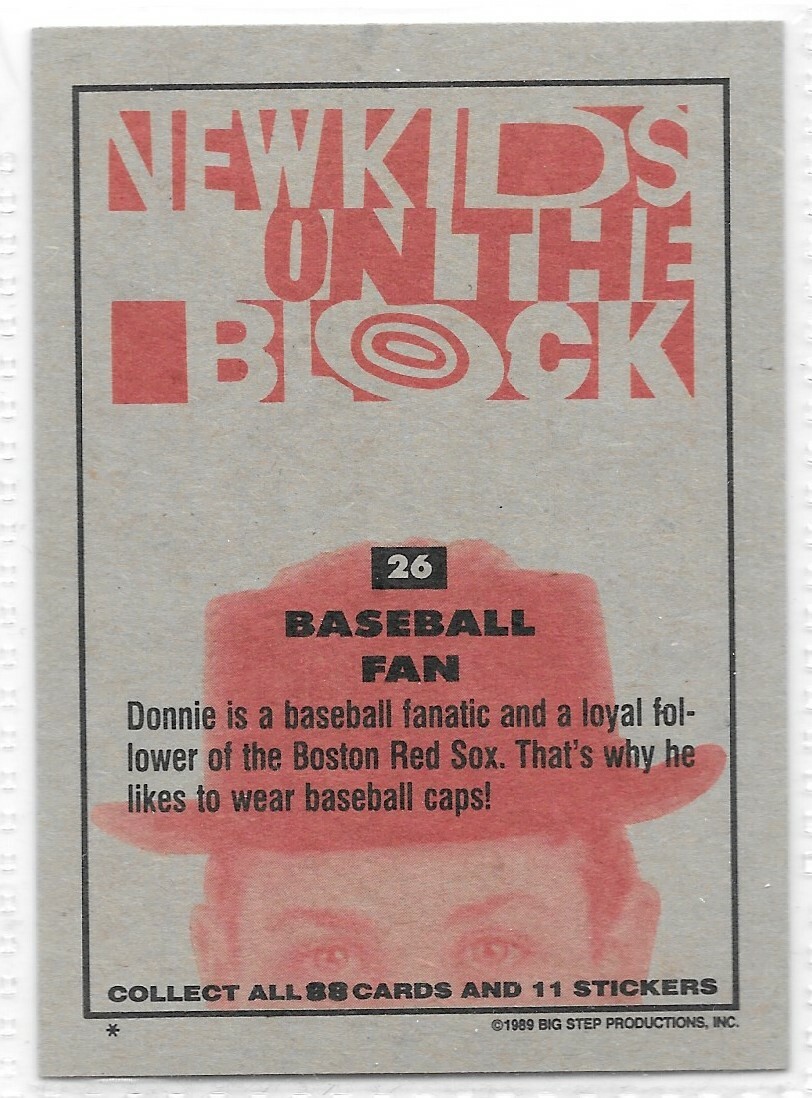 NEW KIDS
ON THE
BLOCK
26
BASEBALL
FAN
Donnie is a baseball fanatic and a loyal fol-
lower of the Boston Red Sox. That's why he
likes to wear baseball caps!
COLLECT ALL 88 CARDS AND 11 STICKERS
*
©1989 BIG STEP PRODUCTIONS, INC.